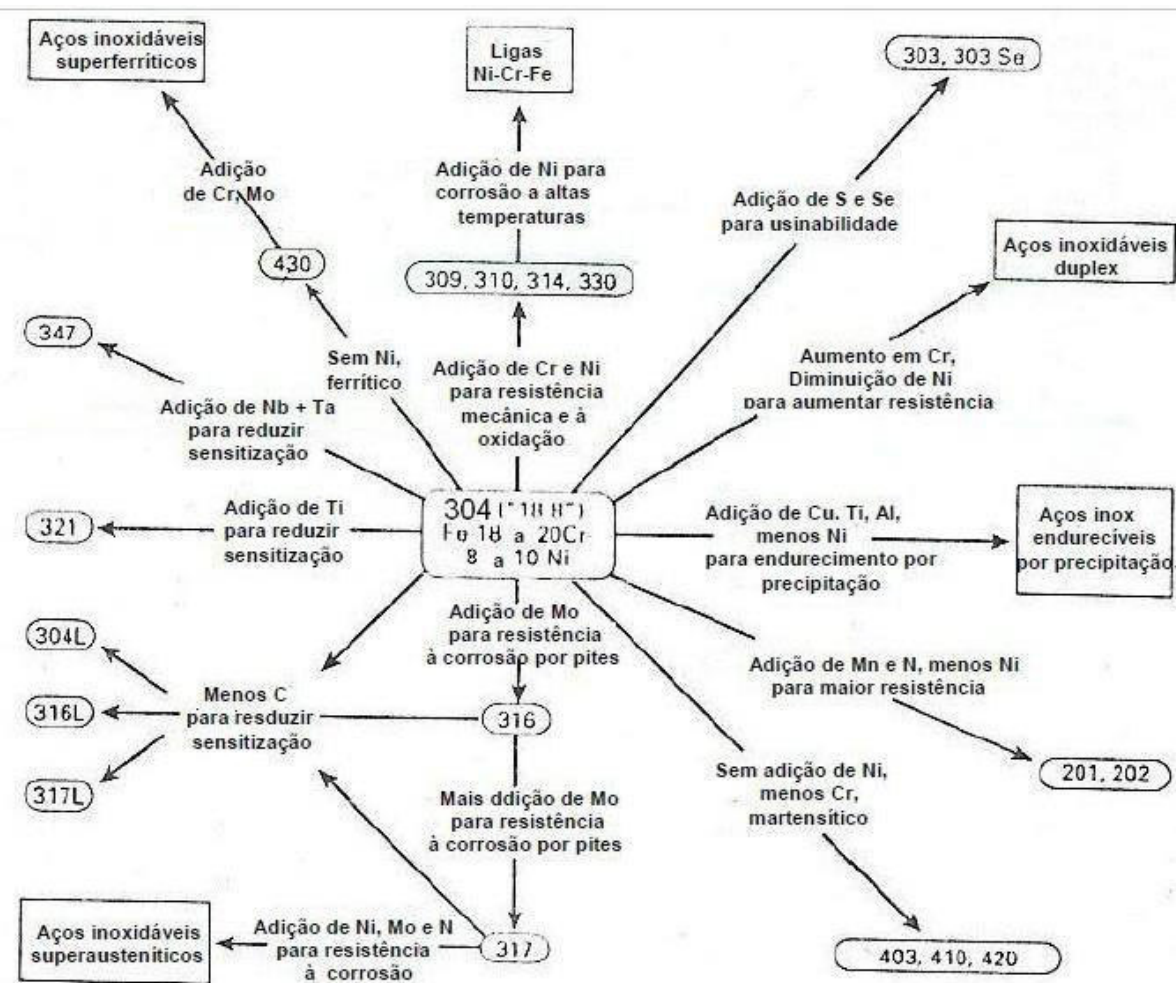 Aços inoxidáveis
superferríticos
Ligas
Ni-Cr-Fe
303, 303 Se
Adição
de Cr, Mo
Adição de Ni para
corrosão a altas
temperaturas
Adição de S e Se
para usinabilidade
Aços inoxidáveis
duplex
430
309, 310, 314, 330
347
Sem Ni,
ferrítico
Adição de Cr e Ni
para resistência
mecânica e à
oxidação
Aumento em Cr,
Diminuição de Ni
para aumentar resistência
Adição de Nb + Ta
para reduzir
sensitização
321
Adição de Ti
para reduzir
sensitização
304 ("18 8")
Fe 18 a 20Cr
8 a 10 Ni
Adição de Cu. Ti, Al,
menos Ni
para endurecimento por
precipitação
Aços inox
endurecíveis
por precipitação
Adição de Mo
para resistência
à corrosão por pites
304L
316L
317L
Menos C
para resduzir
sensitização
316
Adição de Mn e N, menos Ni
para maior resistência
201, 202
Mais ddição de Mo
para resistência
à corrosão por pites
Sem adição de Ni,
menos Cr,
martensítico
Aços inoxidáveis
superausteníticos
Adição de Ni, Mo e N
para resistência
à corrosão
317
403, 410, 420